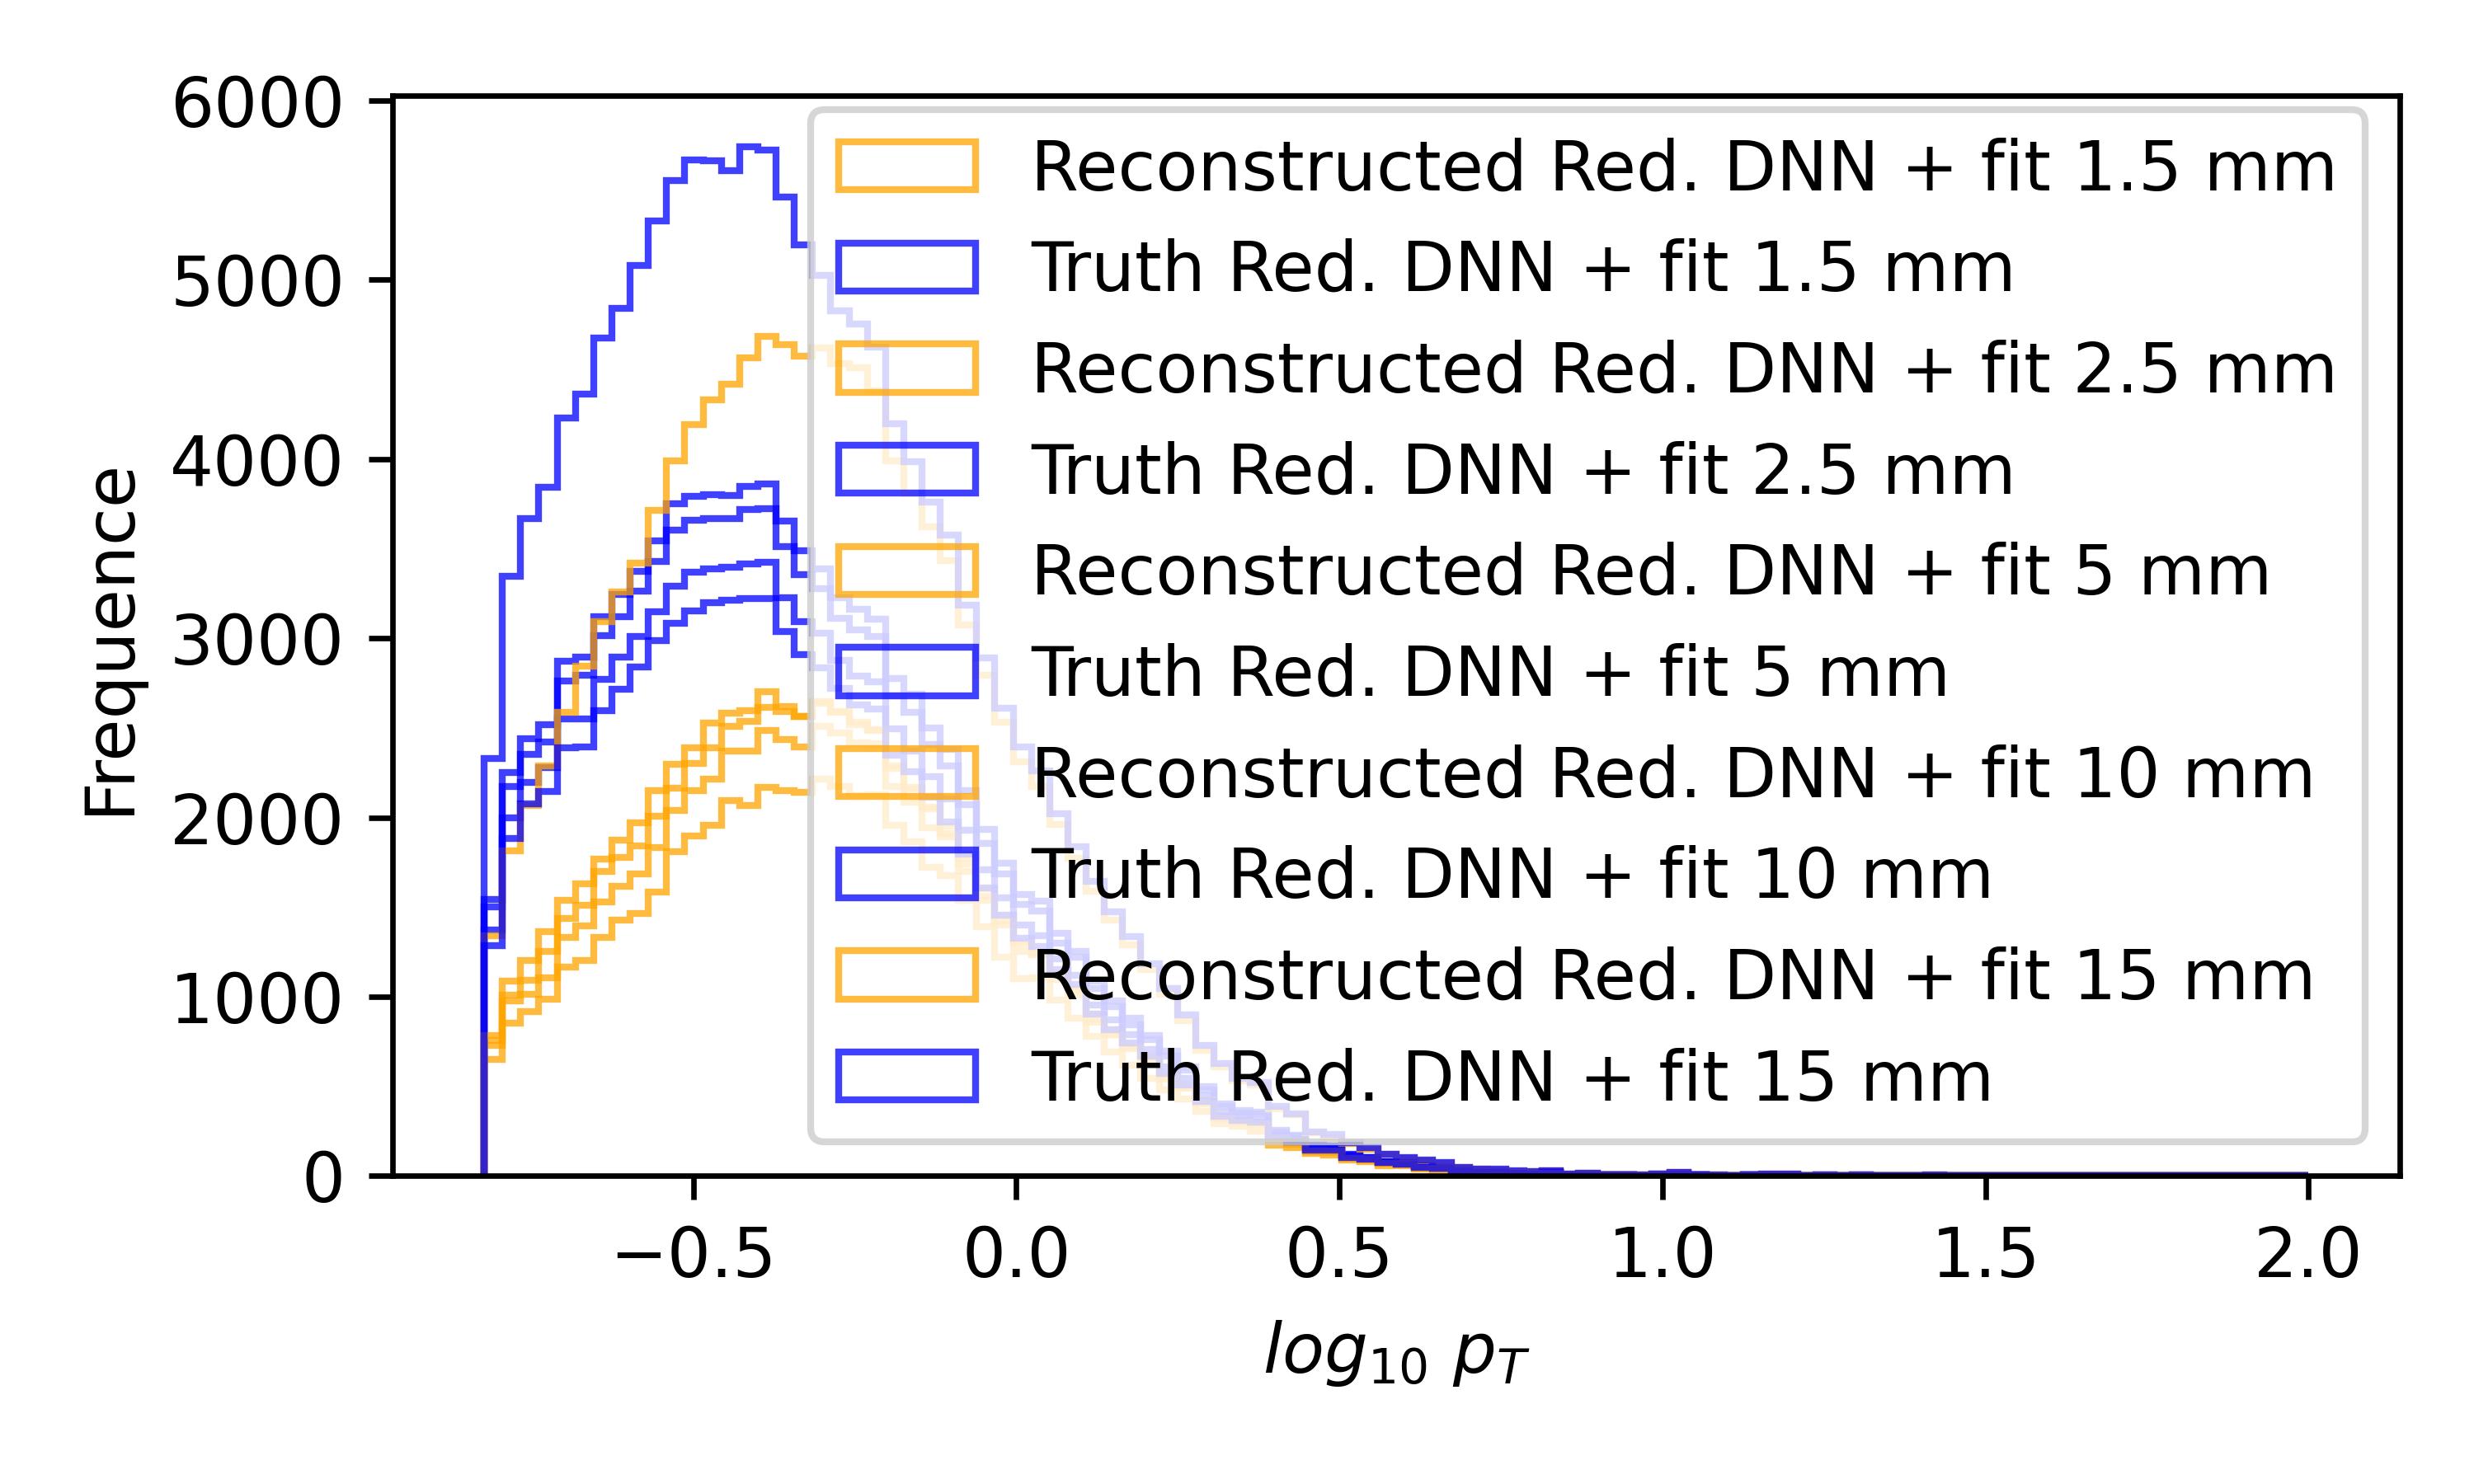 6000
5000
4000
3000
2000
1000
0
Frequence
Reconstructed Red. DNN + fit 1.5 mm
Truth Red. DNN + fit 1.5 mm
Reconstructed Red. DNN + fit 2.5 mm
Truth Red. DNN + fit 2.5 mm
Reconstructed Red. DNN + fit 5 mm
Truth Red. DNN + fit 5 mm
Reconstructed Red. DNN + fit 10 mm
Truth Red. DNN + fit 10 mm
Reconstructed Red. DNN + fit 15 mm
Truth Red. DNN + fit 15 mm
−0.5 0.0 0.5 1.0 1.5 2.0
log₁₀ p_T